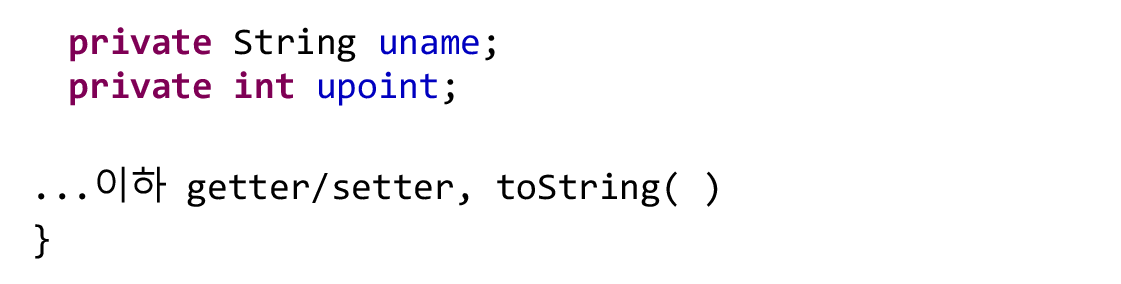 private String uname;
private int upoint;
...이하 getter/setter, toString( )
}